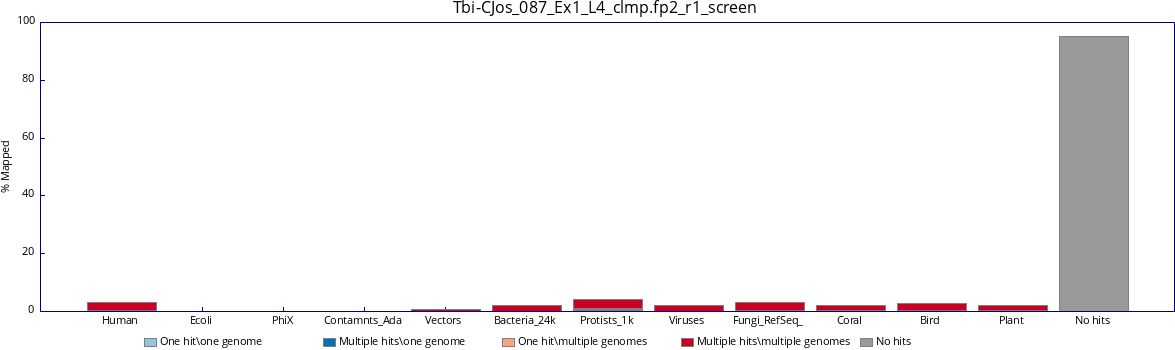 Tbi-CJos_087_Ex1_L4_clmp.fp2_r1_screen
100
80
60
40
20
0
% Mapped
Human Ecoli PhiX Contamnts_Ada Vectors Bacteria_24k Protists_1k Viruses Fungi_RefSeq_ Coral Bird Plant No hits
One hit\one genome Multiple hits\one genome One hit\multiple genomes Multiple hits\multiple genomes No hits